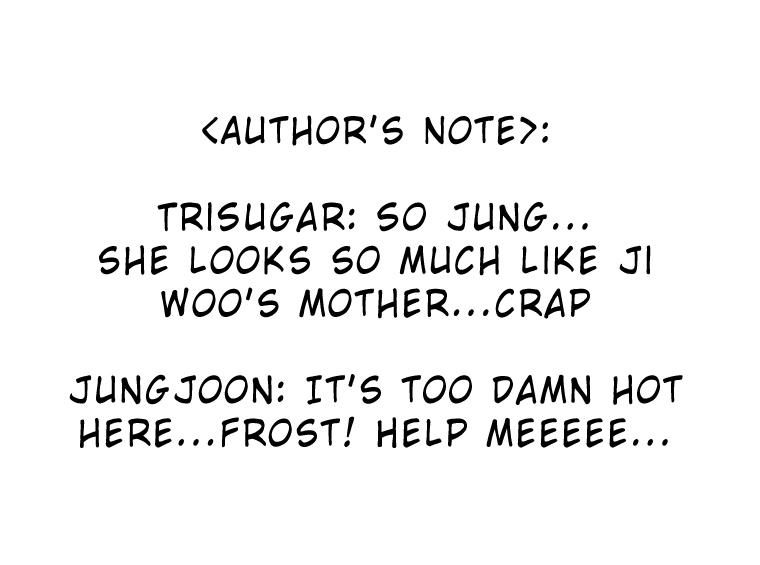 <AUTHOR'S NOTE>:
TRISUGAR: SO JUNG...
SHE LOOKS SO MUCH LIKE JI
WOO'S MOTHER...CRAP
JUNGJOON: IT'S TOO DAMN HOT
HERE...FROST! HELP MEEEEE...